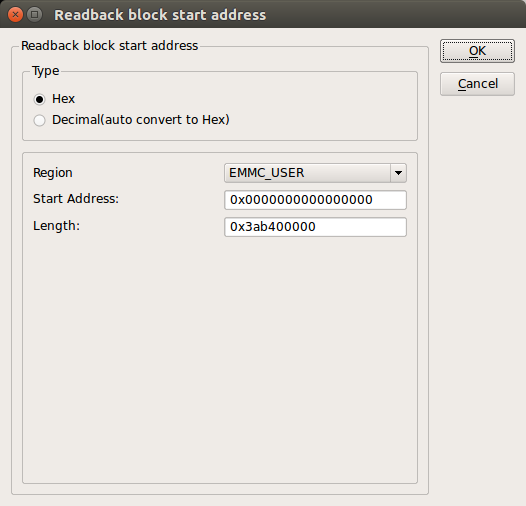 Readback block start address
OK
Readback block start address
Type
Hex
Decimal(auto convert to Hex)
Cancel
Region EMMC_USER
Start Address: 0x0000000000000000
Length: 0x3ab400000